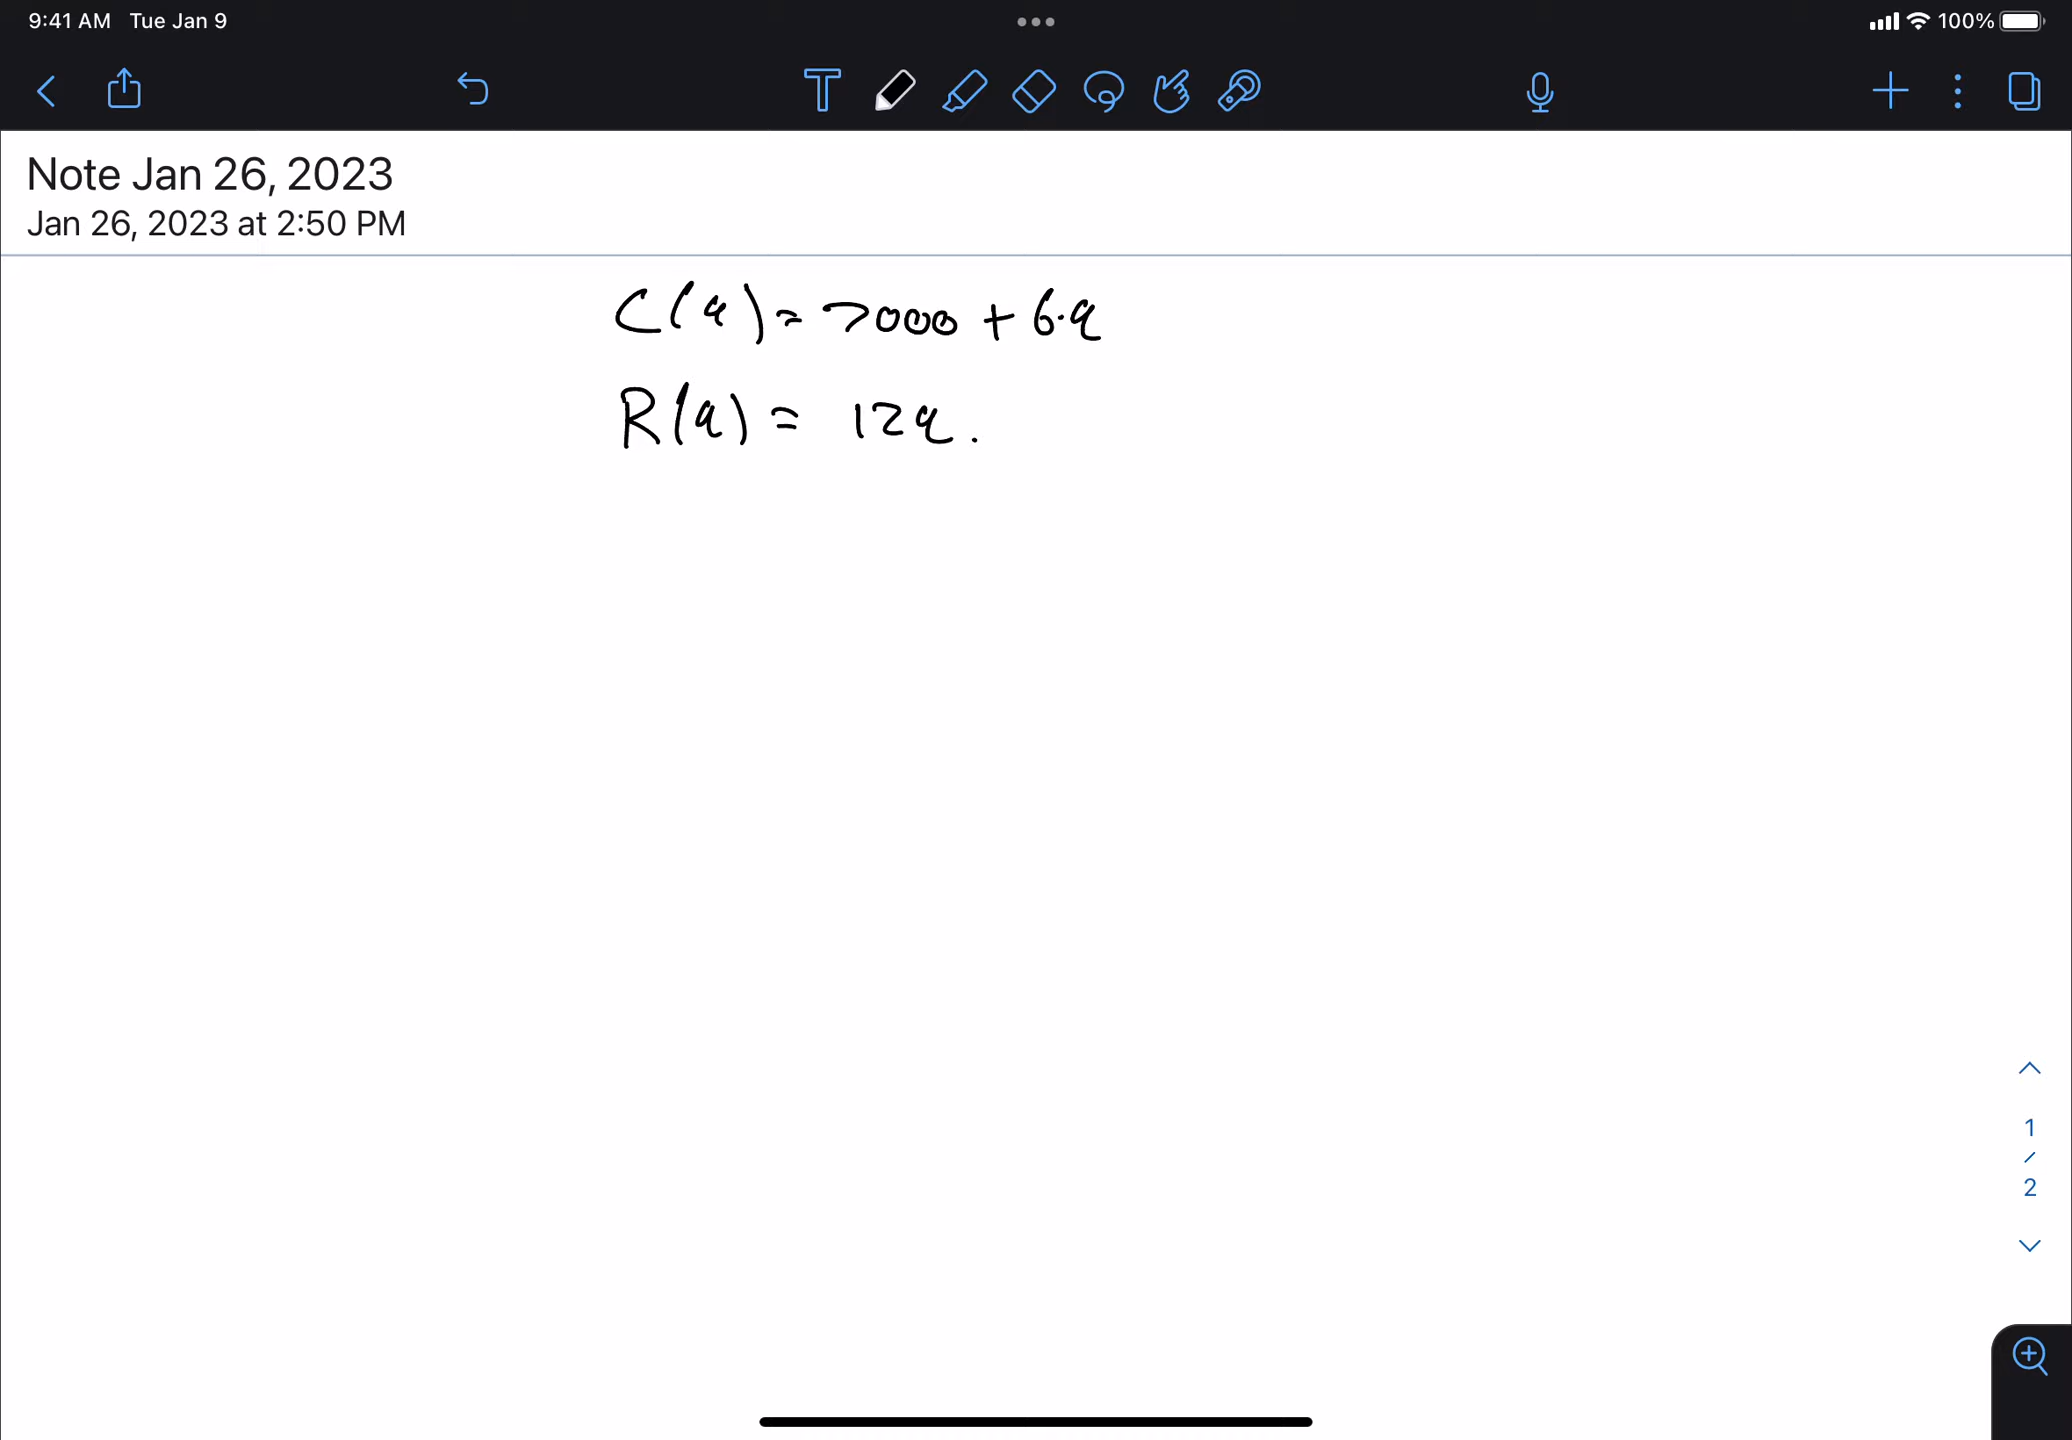 9:41 AM Tue Jan 9
100%
Note Jan 26, 2023
Jan 26, 2023 at 2:50 PM
C(q) = 7000 + 6·q
R(q) = 12q.
1
/
2